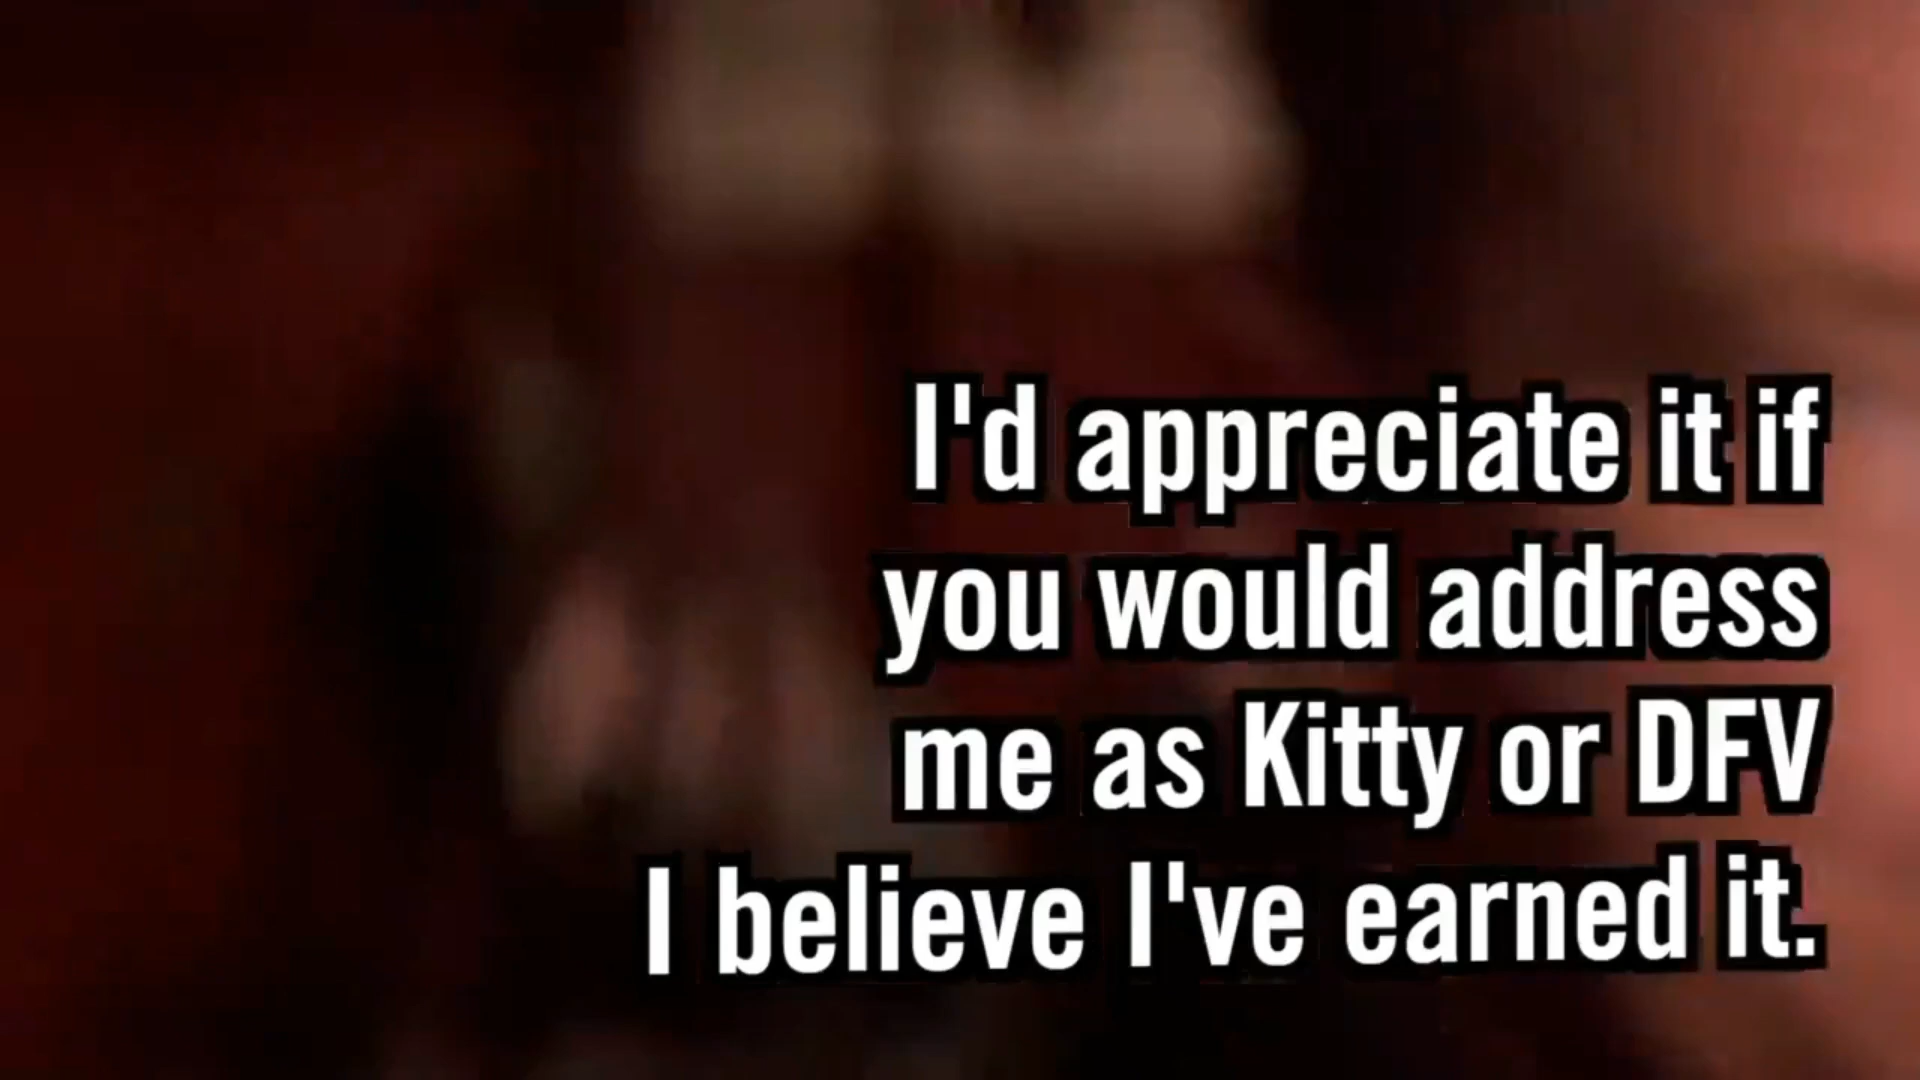 I'd appreciate it if
you would address
me as Kitty or DFV
I believe I've earned it.